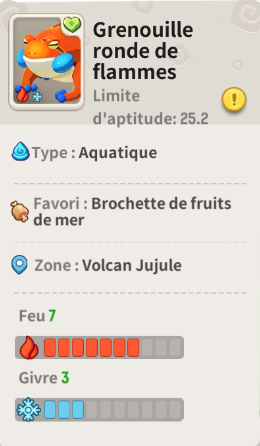 Grenouille
ronde de
flammes
Limite
d'aptitude: 25.2
Type : Aquatique
Favori : Brochette de fruits
de mer
Zone : Volcan Jujule
Feu 7
Givre 3